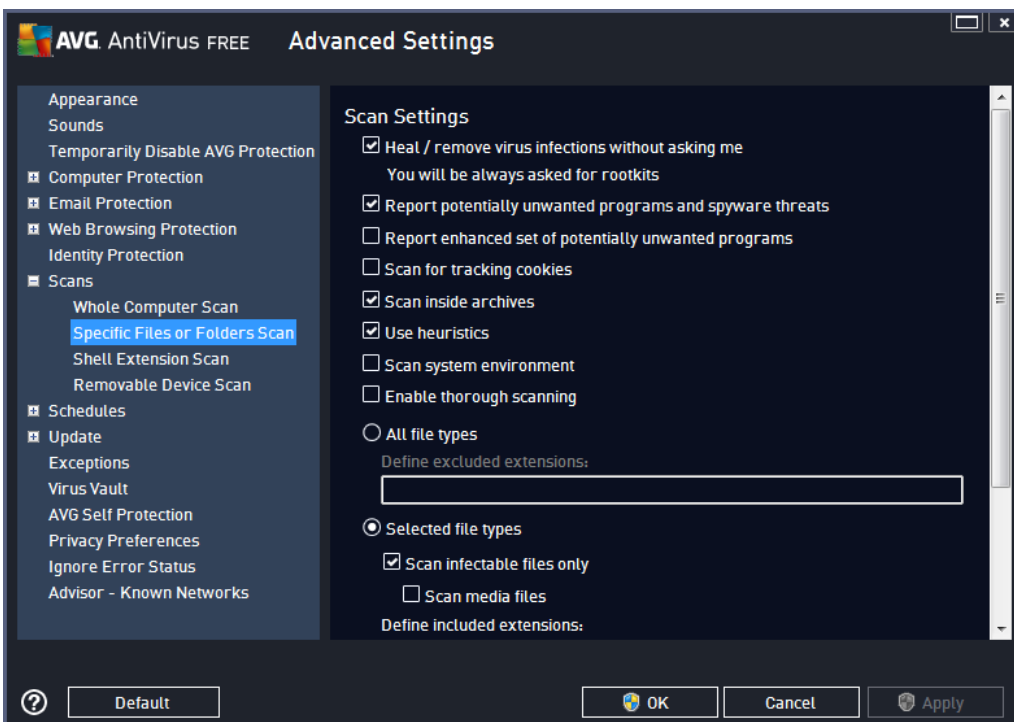 AVG. AntiVirus FREE Advanced Settings
Appearance
Sounds
Temporarily Disable AVG Protection
Computer Protection
Email Protection
Web Browsing Protection
Identity Protection
Scans
Whole Computer Scan
Specific Files or Folders Scan
Shell Extension Scan
Removable Device Scan
Schedules
Update
Exceptions
Virus Vault
AVG Self Protection
Privacy Preferences
Ignore Error Status
Advisor - Known Networks
Scan Settings
Heal / remove virus infections without asking me
You will be always asked for rootkits
Report potentially unwanted programs and spyware threats
Report enhanced set of potentially unwanted programs
Scan for tracking cookies
Scan inside archives
Use heuristics
Scan system environment
Enable thorough scanning
All file types
Define excluded extensions:
Selected file types
Scan infectable files only
Scan media files
Define included extensions:
? Default OK Cancel Apply